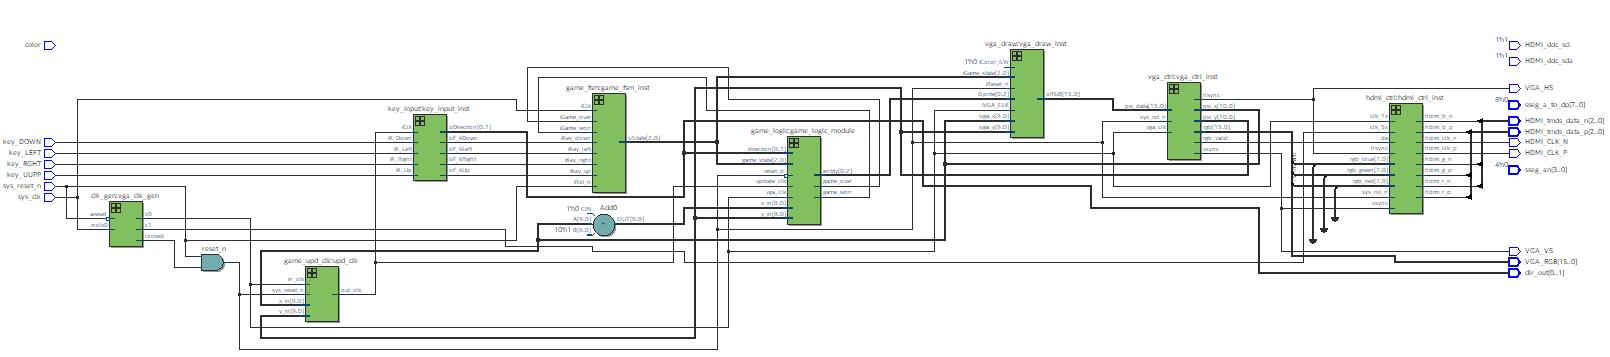 color
key_DOWN
key_LEFT
key_RGHT
key_UUPP
sys_reset_n
sys_clk
clk_gen:vga_clk_gen
areset
inclk0
c0
c1
locked
reset_n
game_upd_clk:upd_clk
in_clk
sys_reset_n
x_in[9..0]
y_in[9..0]
out_clk
key_input:key_input_inst
iClk
iK_Down
iK_Left
iK_Right
iK_Up
oDirection[0..1]
oF_kDown
oF_kLeft
oF_kRight
oF_kUp
game_fsm:game_fsm_inst
iClk
iGame_over
iGame_won
iKey_down
iKey_left
iKey_rght
iKey_up
iRst_n
oState[2..0]
Add0
1'h0 CIN
A[9..0]
10'h1 B[9..0]
OUT[9..0]
game_logic:game_logic_module
direction[0..1]
game_state[2..0]
reset_p
update_clk
vga_clk
x_in[9..0]
y_in[9..0]
entity[0..2]
game_over
game_won
vga_draw:vga_draw_inst
1'h0 iColor_SW
iGame_state[2..0]
iReset_n
iSprite[0..2]
iVGA_CLK
ivga_x[9..0]
ivga_y[9..0]
oRGB[15..0]
vga_ctrl:vga_ctrl_inst
pix_data[15..0]
sys_rst_n
vga_clk
hsync
pix_x[10..0]
pix_y[10..0]
rgb[15..0]
rgb_valid
vsync
hdmi_ctrl:hdmi_ctrl_inst
clk_1x
clk_5x
de
hsync
rgb_blue[7..0]
rgb_green[7..0]
rgb_red[7..0]
sys_rst_n
vsync
hdmi_b_n
hdmi_b_p
hdmi_clk_n
hdmi_clk_p
hdmi_g_n
hdmi_g_p
hdmi_r_n
hdmi_r_p
1'h1
HDMI_ddc_scl
1'h1
HDMI_ddc_sda
VGA_HS
8'h0
sseg_a_to_dp[7..0]
HDMI_tmds_data_n[2..0]
HDMI_tmds_data_p[2..0]
HDMI_CLK_N
HDMI_CLK_P
4'h0
sseg_an[3..0]
VGA_VS
VGA_RGB[15..0]
dir_out[0..1]